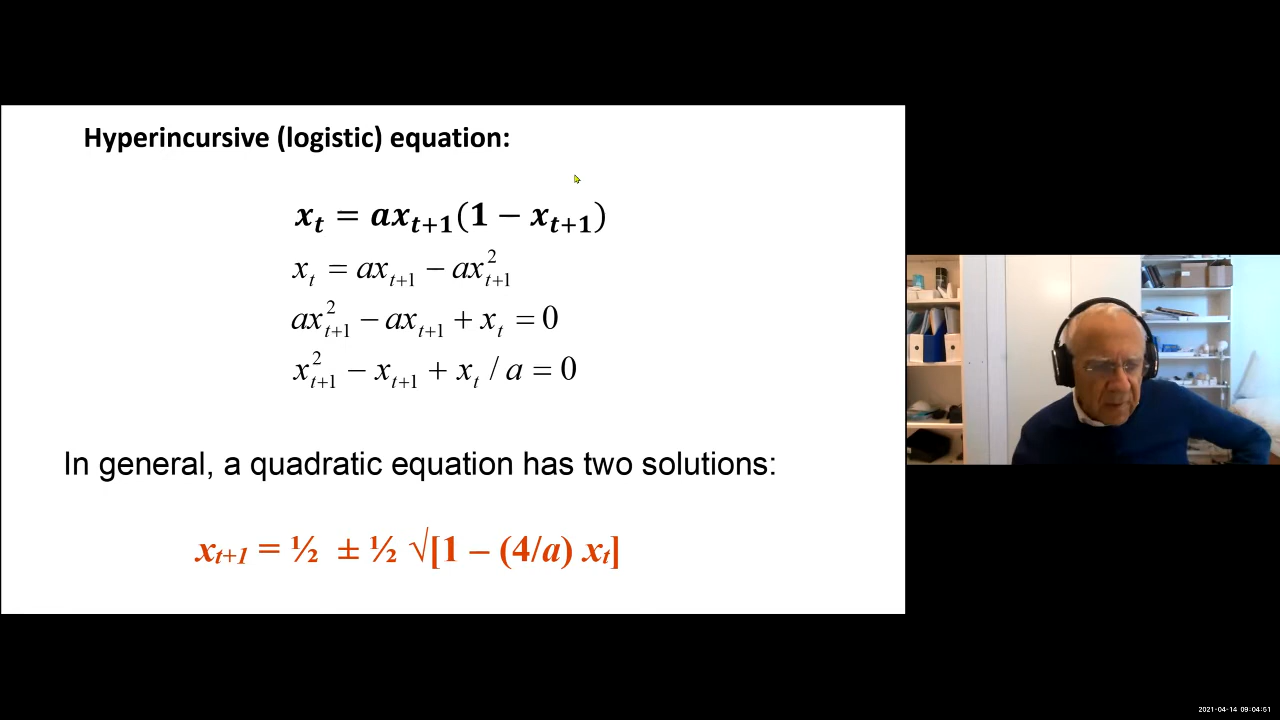 Hyperincursive (logistic) equation:
xₜ = axₜ₊₁(1 − xₜ₊₁)
xₜ = axₜ₊₁ − ax²ₜ₊₁
ax²ₜ₊₁ − axₜ₊₁ + xₜ = 0
x²ₜ₊₁ − xₜ₊₁ + xₜ / a = 0
In general, a quadratic equation has two solutions:
xₜ₊₁ = ½ ± ½ √[1 – (4/a) xₜ]
2021-04-14 09:04:51